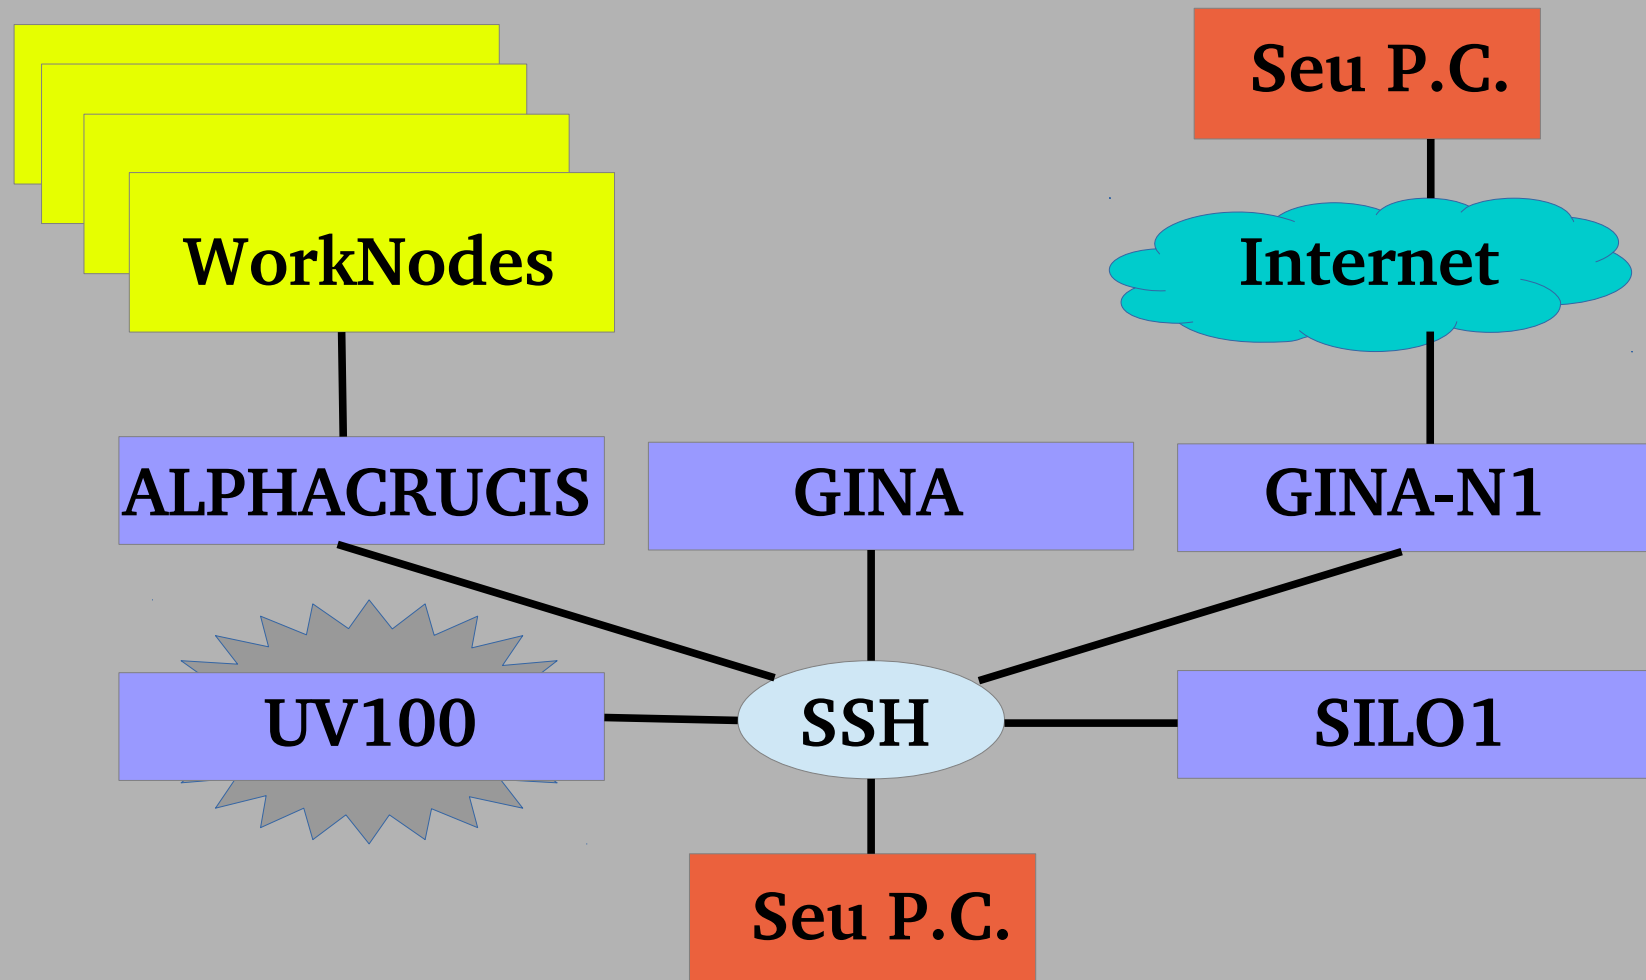 Seu P.C.
WorkNodes
Internet
ALPHACRUCIS
GINA
GINA-N1
UV100
SSH
SILO1
Seu P.C.